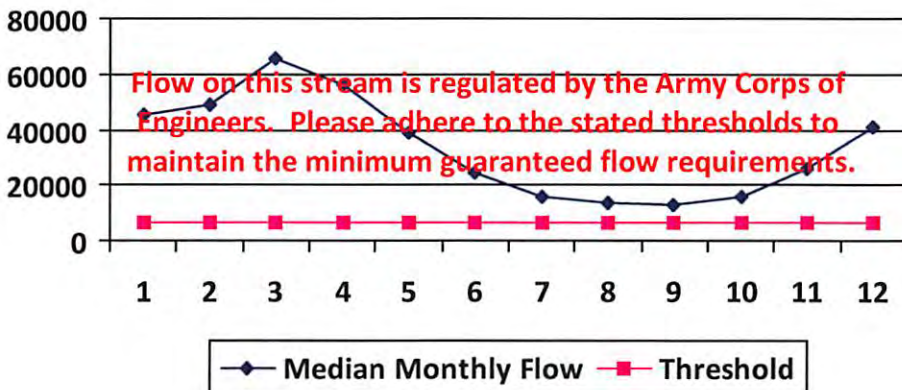 80000
60000
40000
20000
0
Flow on this stream is regulated by the Army Corps of
Engineers. Please adhere to the stated thresholds to
maintain the minimum guaranteed flow requirements.
1 2 3 4 5 6 7 8 9 10 11 12
Median Monthly Flow Threshold